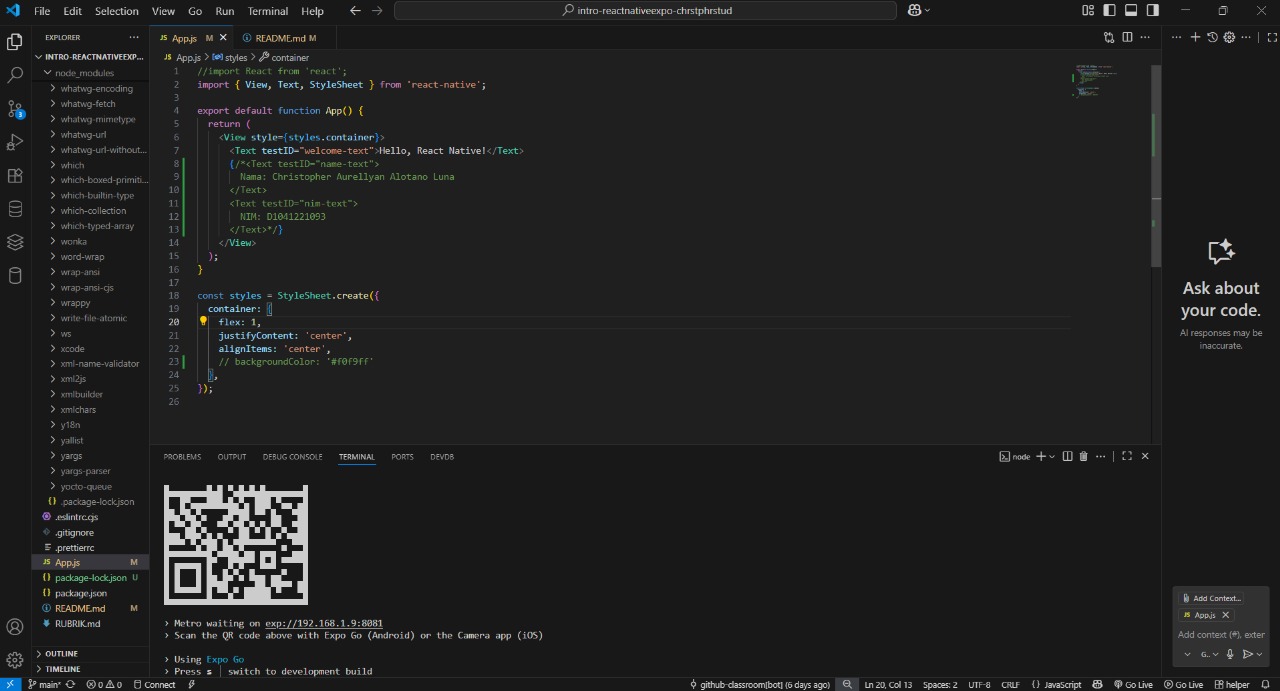 File Edit Selection View Go Run Terminal Help
intro-reactnativeexpo-chrstphrstud
EXPLORER
INTRO-REACTNATIVEEXP...
node_modules
whatwg-encoding
whatwg-fetch
whatwg-mimetype
whatwg-url
whatwg-url-without...
which
which-boxed-primiti...
which-builtin-type
which-collection
which-typed-array
wonka
word-wrap
wrap-ansi
wrap-ansi-cjs
wrappy
write-file-atomic
ws
xcode
xml-name-validator
xml2js
xmlbuilder
xmlchars
y18n
yallist
yargs
yargs-parser
yocto-queue
{} .package-lock.json
.eslintrc.cjs
.gitignore
.prettierrc
JS App.js M
{} package-lock.json U
{} package.json
README.md M
RUBRIK.md
OUTLINE
TIMELINE
3
JS App.js M
README.md M
JS App.js > styles > container
1 //import React from 'react';
2 import { View, Text, StyleSheet } from 'react-native';
3
4 export default function App() {
5 return (
6 <View style={styles.container}>
7 <Text testID="welcome-text">Hello, React Native!</Text>
8 {/*<Text testID="name-text">
9 Nama: Christopher Aurellyan Alotano Luna
10 </Text>
11 <Text testID="nim-text">
12 NIM: D1041221093
13 </Text>*/}
14 </View>
15 );
16 }
17
18 const styles = StyleSheet.create({
19 container: {
20 flex: 1,
21 justifyContent: 'center',
22 alignItems: 'center',
23 // backgroundColor: '#f0f9ff'
24 },
25 });
26
PROBLEMS OUTPUT DEBUG CONSOLE TERMINAL PORTS DEVDB
node
› Metro waiting on exp://192.168.1.9:8081
› Scan the QR code above with Expo Go (Android) or the Camera app (iOS)
› Using Expo Go
› Press s │ switch to development build
Ask about
your code.
AI responses may be
inaccurate.
Add Context...
JS App.js
Add context (#), exter
G..
main* 0 0 Connect
github-classroom[bot] (6 days ago) Ln 20, Col 13 Spaces: 2 UTF-8 CRLF {} JavaScript Go Live Go Live helper